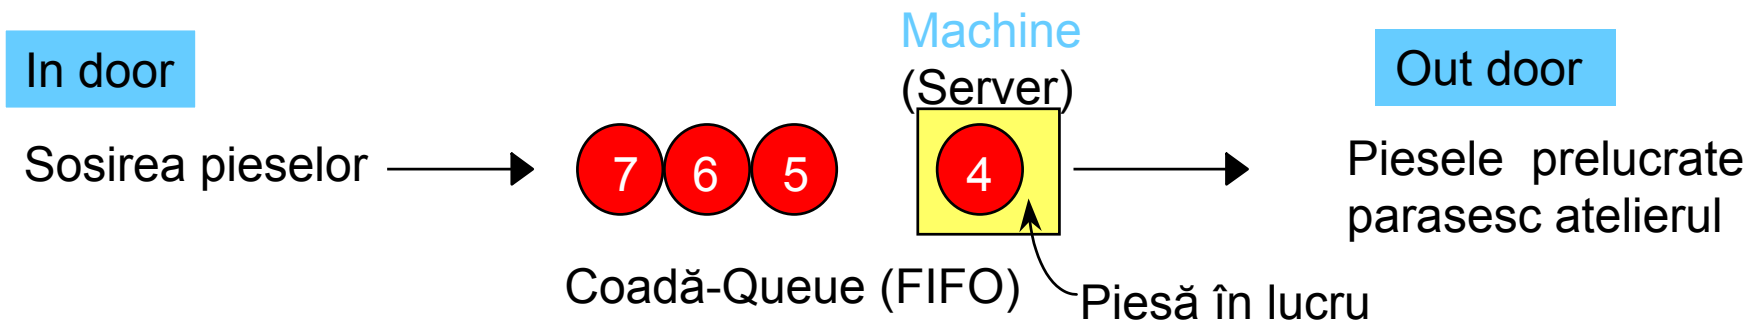 Machine
(Server)
In door
Out door
Sosirea pieselor
7 6 5
4
Piesele prelucrate
parasesc atelierul
Coadă-Queue (FIFO)
Piesă în lucru